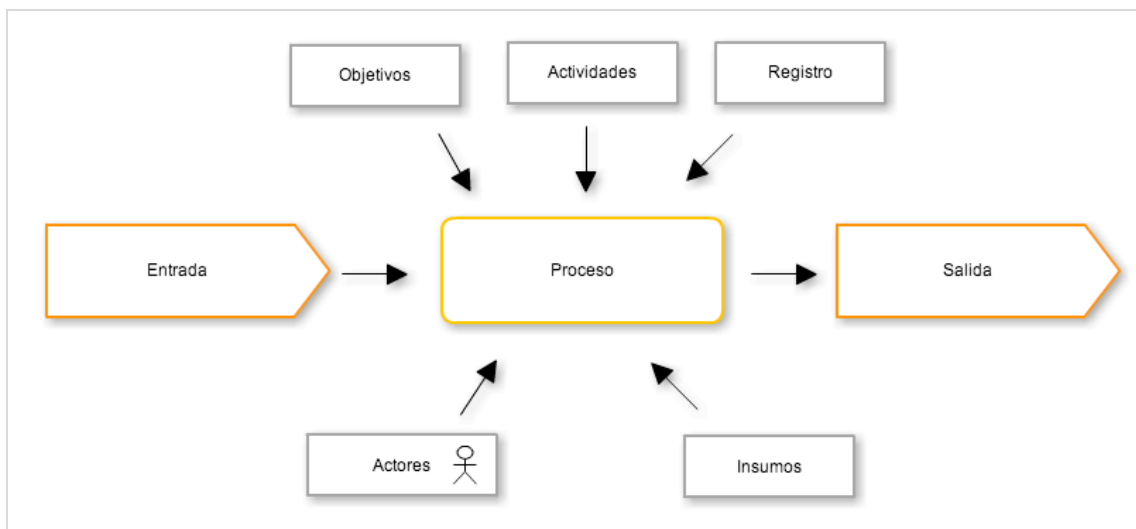 Objetivos
Actividades
Registro
Entrada
Proceso
Salida
Actores
Insumos